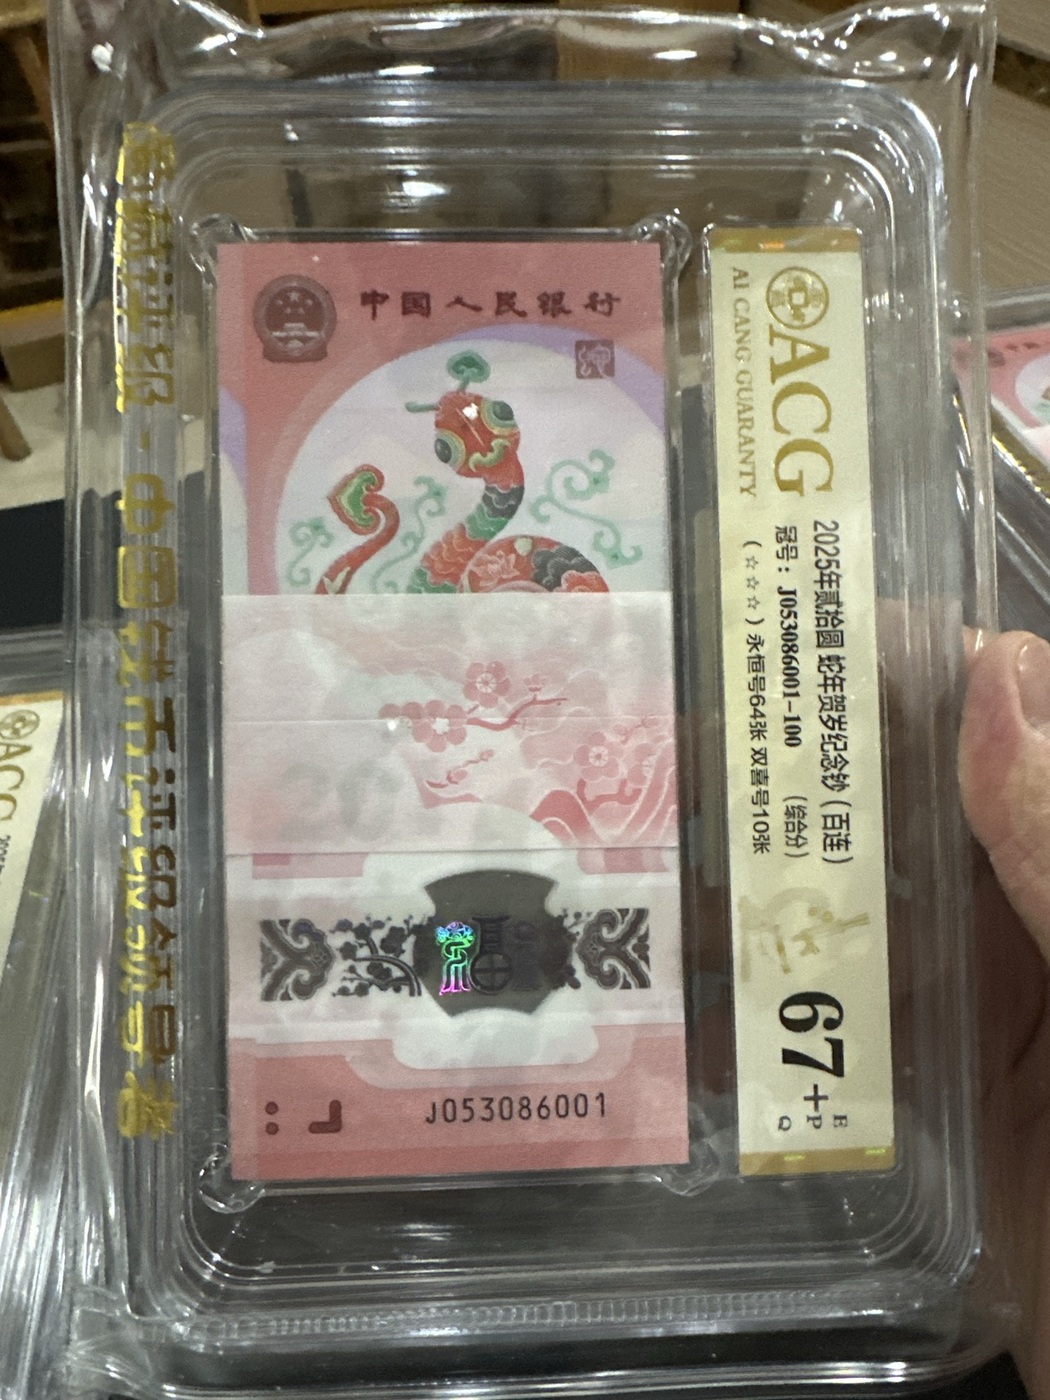 中国人民银行
J053086001
ACG
AI CANG GUARANTY
2025年贰拾圆 蛇年贺岁纪念钞（百连）
冠号：J053086001-100 （综合分）
（☆☆☆）永恒号64张 双喜号10张
67+
E
P
Q
ACG